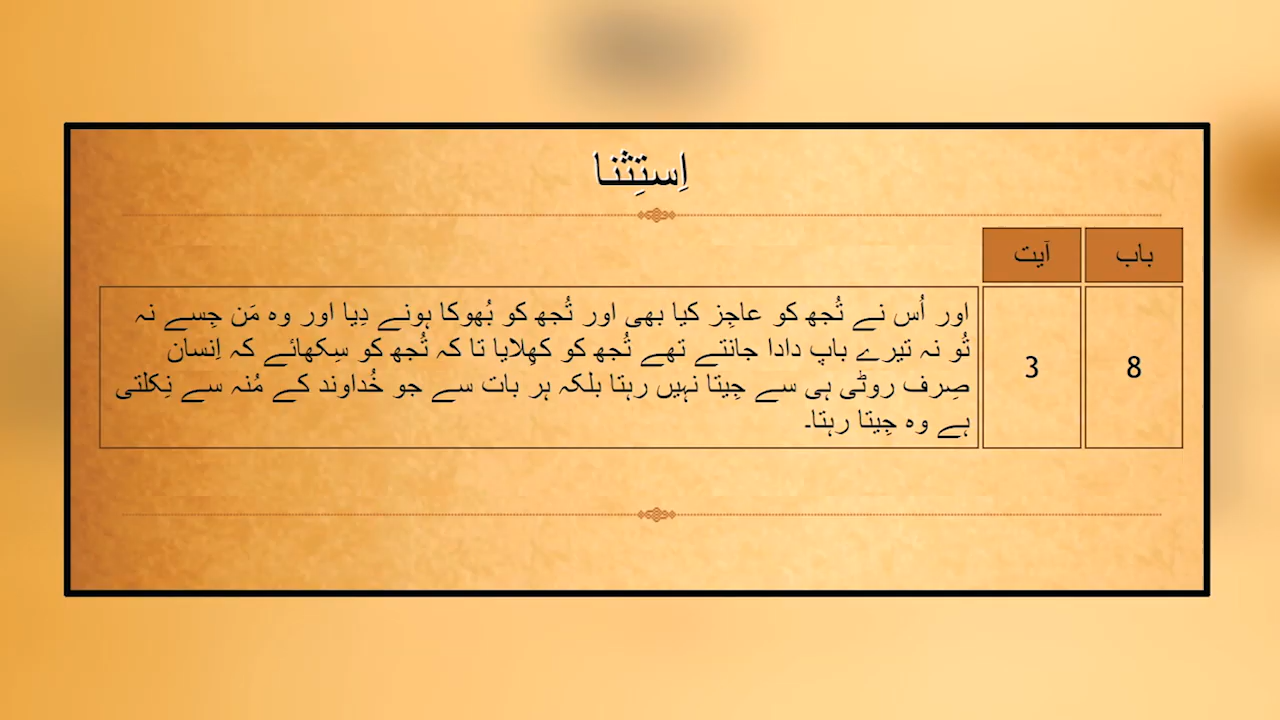 اِستِثنا
باب آیت
8 3
اور اُس نے تُجھ کو عاجِز کیا بھی اور تُجھ کو بُھوکا ہونے دِیا اور وہ مَن جِسے نہ
تُو نہ تیرے باپ دادا جانتے تھے تُجھ کو کھِلایا تا کہ تُجھ کو سِکھائے کہ اِنسان
صِرف روٹی ہی سے جِیتا نہیں رہتا بلکہ ہر بات سے جو خُداوند کے مُنہ سے نِکلتی
ہے وہ جِیتا رہتا۔